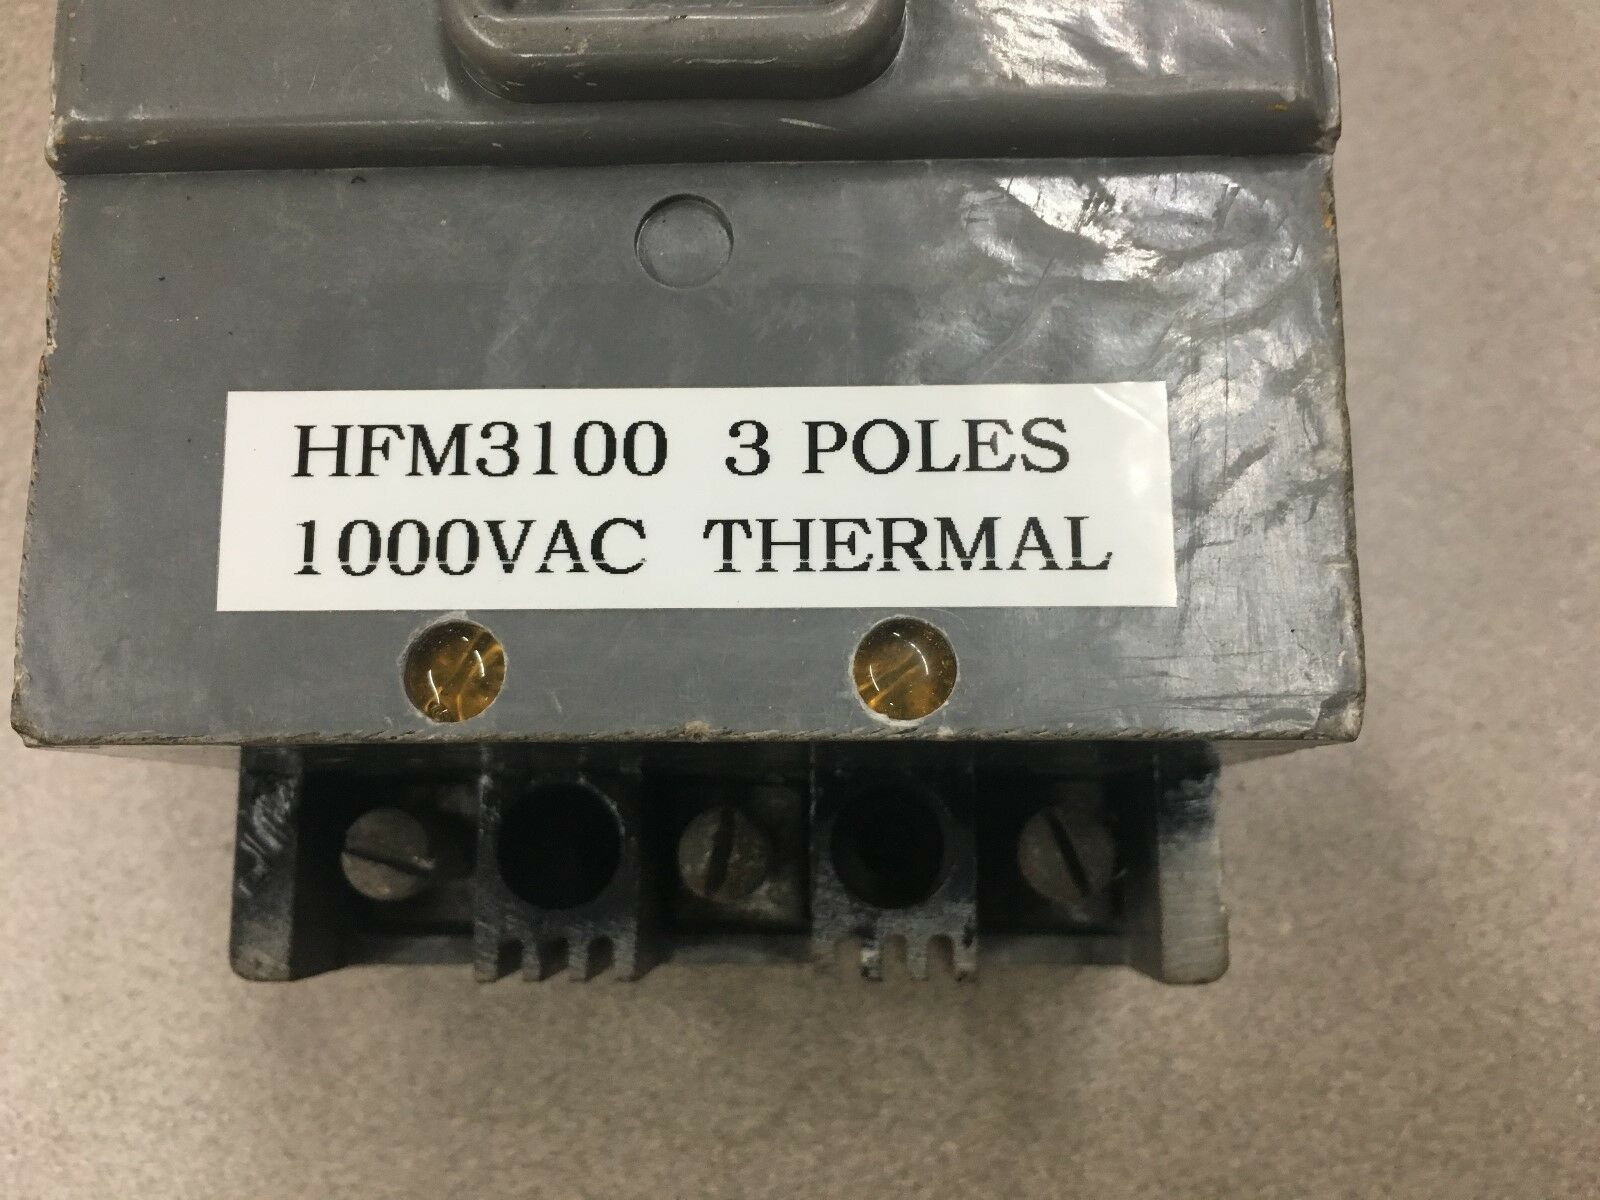 HFM3100 3 POLES
1000VAC THERMAL